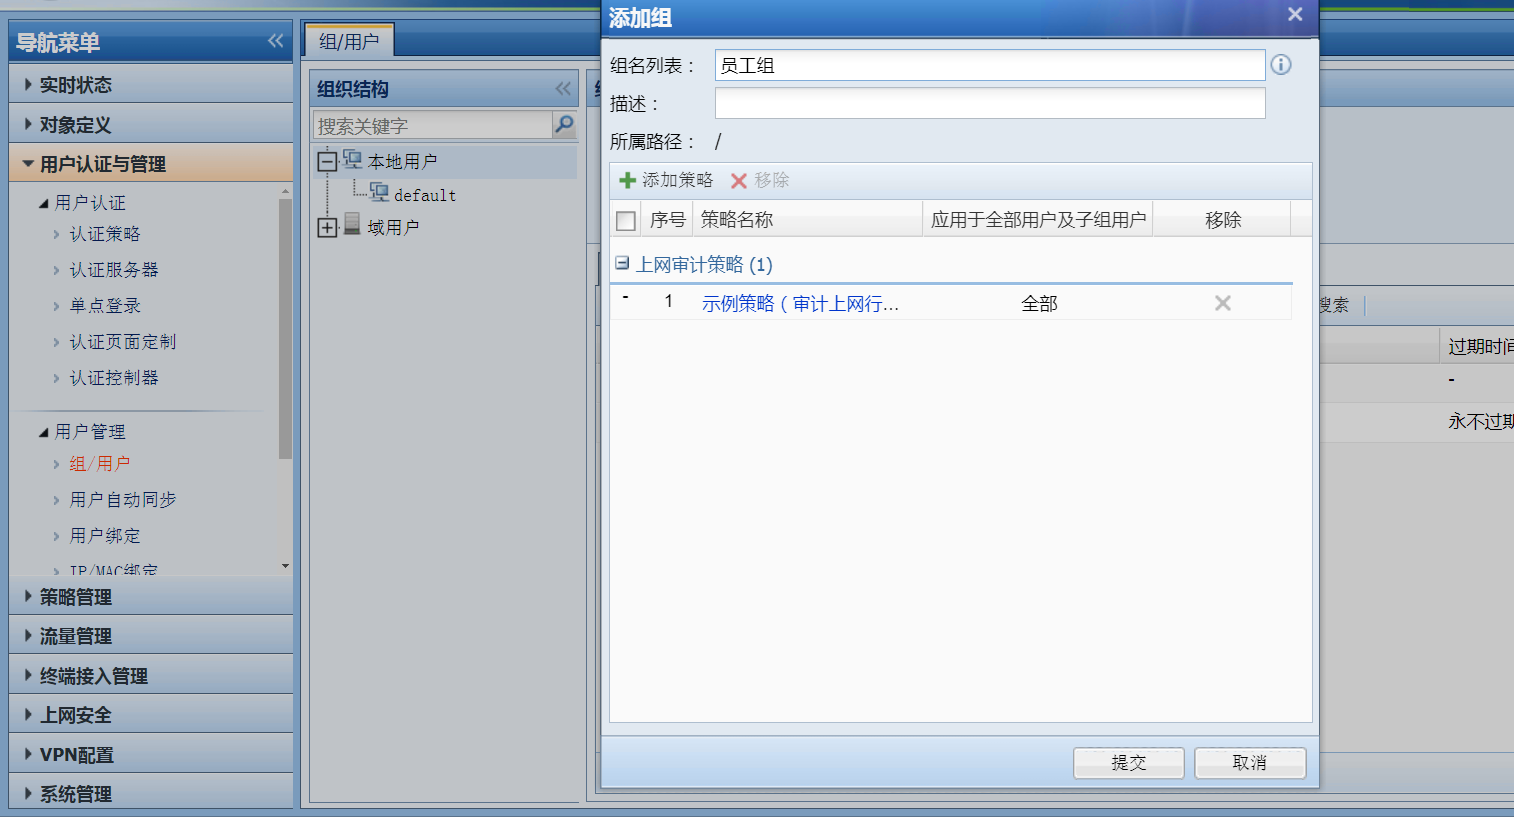 导航菜单
实时状态
对象定义
用户认证与管理
用户认证
认证策略
认证服务器
单点登录
认证页面定制
认证控制器
用户管理
组/用户
用户自动同步
用户绑定
IP/MAC绑定
策略管理
流量管理
终端接入管理
上网安全
VPN配置
系统管理
组/用户
组织结构
搜索关键字
本地用户
default
域用户
添加组
组名列表： 员工组
描述：
所属路径： /
添加策略 移除
序号 策略名称 应用于全部用户及子组用户 移除
上网审计策略 (1)
- 1 示例策略（审计上网行... 全部
提交 取消
搜索
过期时间
-
永不过期